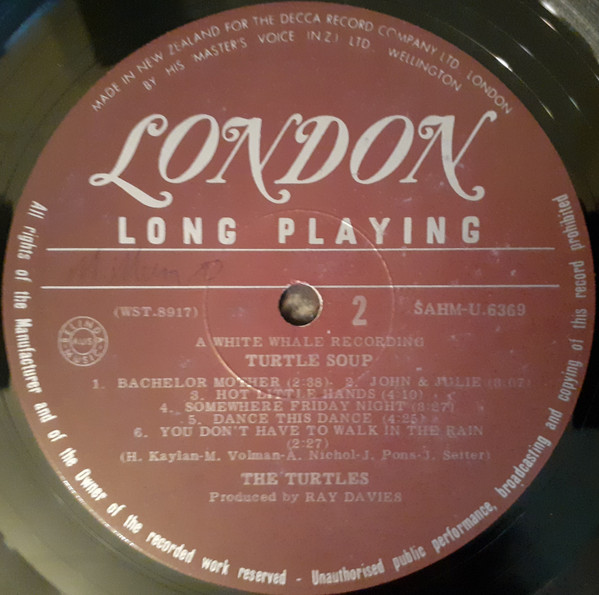 MADE IN NEW ZEALAND FOR THE DECCA RECORD COMPANY LTD. LONDON
BY HIS "MASTER'S VOICE (N.Z.) LTD. WELLINGTON
LONDON
LONG PLAYING
(WST.8917)
2
SAHM-U.6369
BELINDA
AUST
MUSIC
A WHITE WHALE RECORDING
TURTLE SOUP
1. BACHELOR MOTHER (2:38)- 2. JOHN & JULIE (3:07)
3. HOT LITTLE HANDS (4:10)
4. SOMEWHERE FRIDAY NIGHT (3:27)
5. DANCE THIS DANCE (4:25)
6. YOU DON'T HAVE TO WALK IN THE RAIN
(2:27)
(H. Kaylan-M. Volman-A. Nichol-J. Pons-J. Seiter)
THE TURTLES
Produced by RAY DAVIES
All rights of the Manufacturer and of the Owner of the recorded work reserved - Unauthorised public performance, broadcasting and copying of this record prohibited